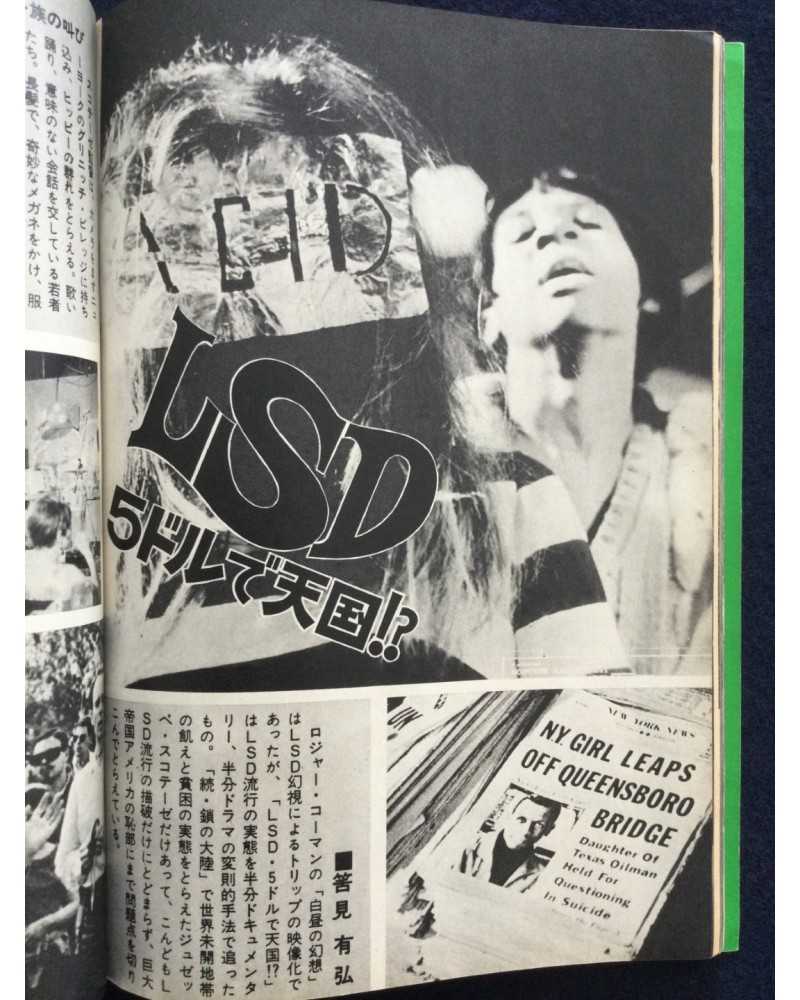 ACID
LSD
5ドルで天国!?
NEW YORK NEWS
NY. GIRL LEAPS
OFF QUEENSBORO
BRIDGE
Daughter Of
Texas Oilman
Held For
Questioning
In Suicide
■筈見有弘
ロジャー・コーマンの「白昼の幻想」
はLSD幻視によるトリップの映像化で
あったが、「LSD・5ドルで天国!?」
はLSD流行の実態を半分ドキュメンタ
リー、半分ドラマの変則的手法で追った
もの。「続・鎖の大陸」で世界未開地帯
の飢えと貧困の実態をとらえたジュゼッ
ペ・スコテーゼだけあって、こんどもL
SD流行の描破だけにとどまらず、巨大
帝国アメリカの恥部にまで問題点を切り
こんでとらえている。
族の叫び
ーヨークのグリニッチ・ビレッジに持ち
込み、ヒッピーの群れをとらえる。歌い
踊り、意味のない会話を交している若者
たち。長髪で、奇妙なメガネをかけ、服